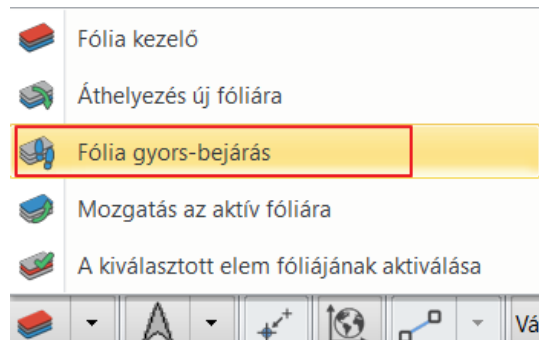 Fólia kezelő
Áthelyezés új fóliára
Fólia gyors-bejárás
Mozgatás az aktív fóliára
A kiválasztott elem fóliájának aktiválása
Vá